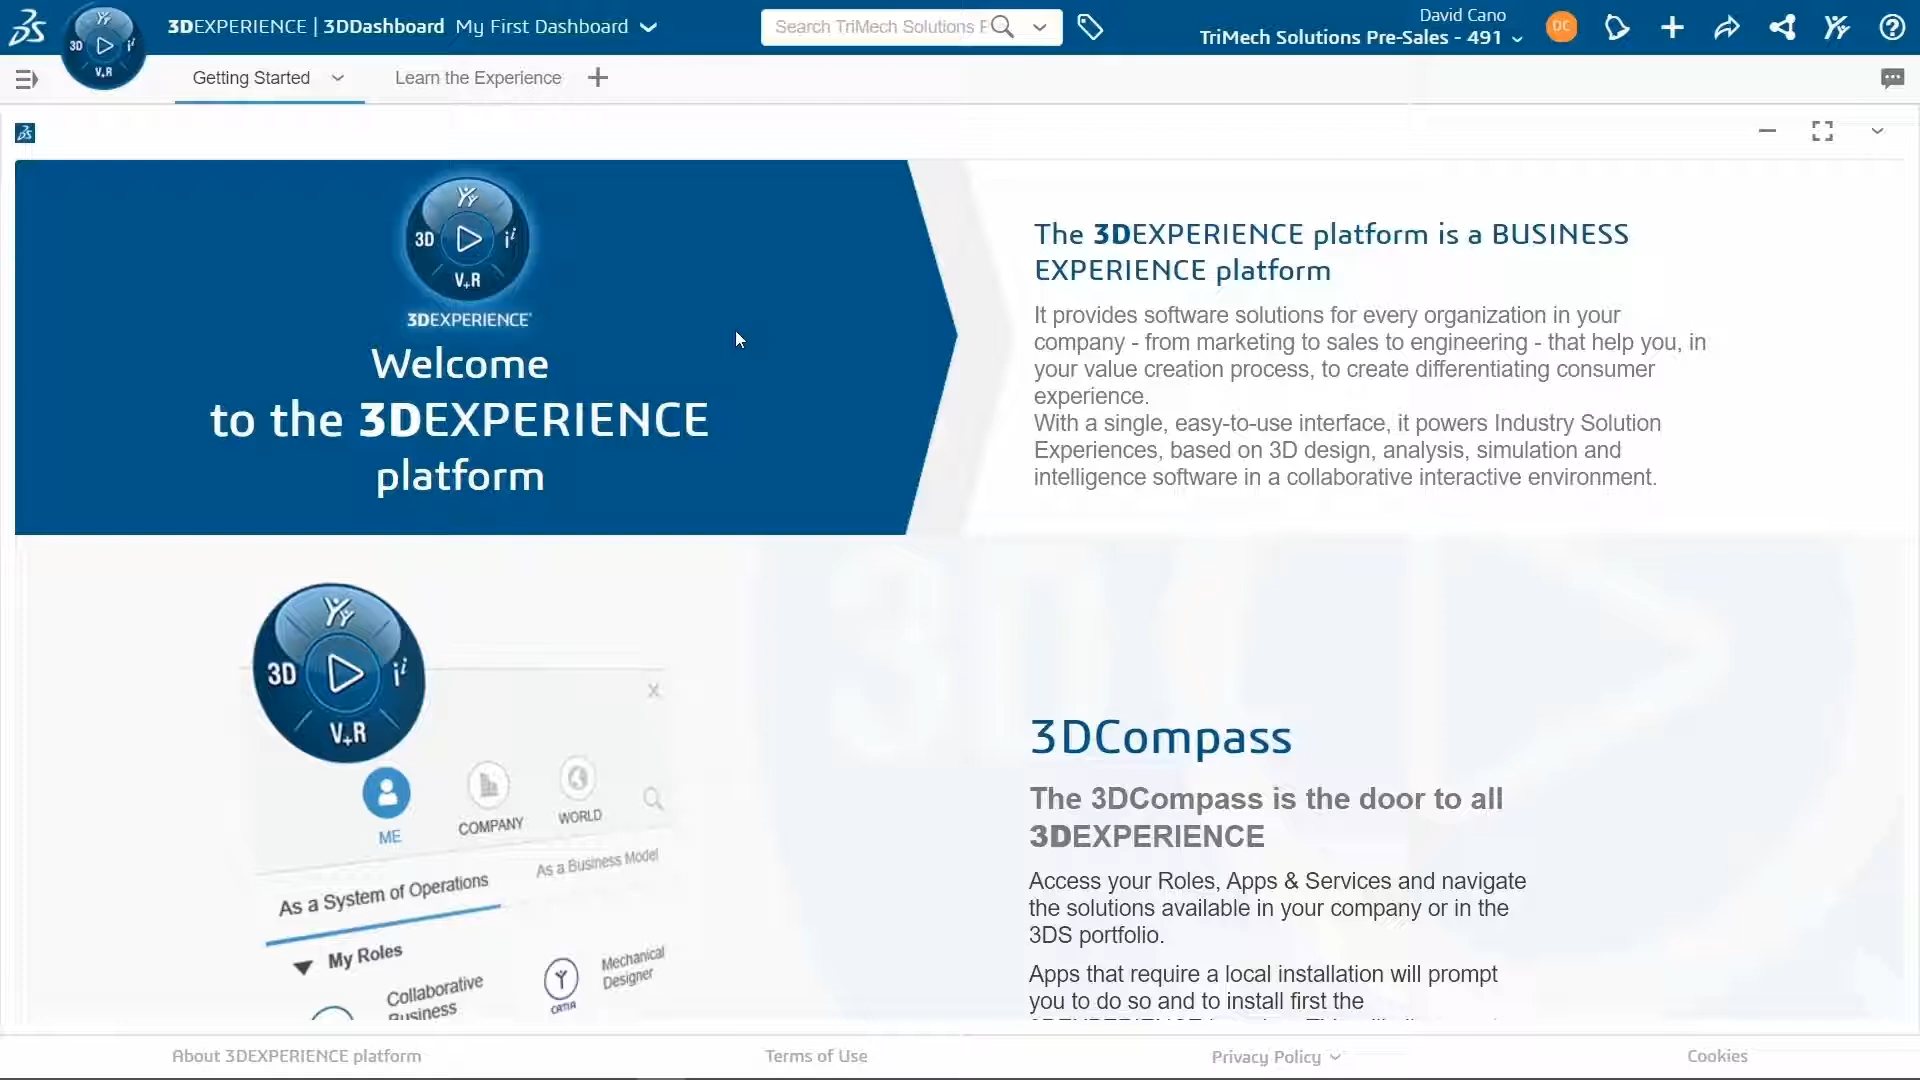 3DEXPERIENCE | 3DDashboard My First Dashboard
Search TriMech Solutions
David Cano
TriMech Solutions Pre-Sales - 491
DC
3D
V.R
Getting Started
Learn the Experience
3D
i
V+R
3DEXPERIENCE
Welcome
to the 3DEXPERIENCE
platform
The 3DEXPERIENCE platform is a BUSINESS
EXPERIENCE platform
It provides software solutions for every organization in your
company - from marketing to sales to engineering - that help you, in
your value creation process, to create differentiating consumer
experience.
With a single, easy-to-use interface, it powers Industry Solution
Experiences, based on 3D design, analysis, simulation and
intelligence software in a collaborative interactive environment.
3D
i
V+R
X
ME
COMPANY
WORLD
As a System of Operations
As a Business Model
My Roles
Collaborative
Business
CATIA
Mechanical
Designer
3DCompass
The 3DCompass is the door to all
3DEXPERIENCE
Access your Roles, Apps & Services and navigate
the solutions available in your company or in the
3DS portfolio.
Apps that require a local installation will prompt
you to do so and to install first the
About 3DEXPERIENCE platform
Terms of Use
Privacy Policy
Cookies